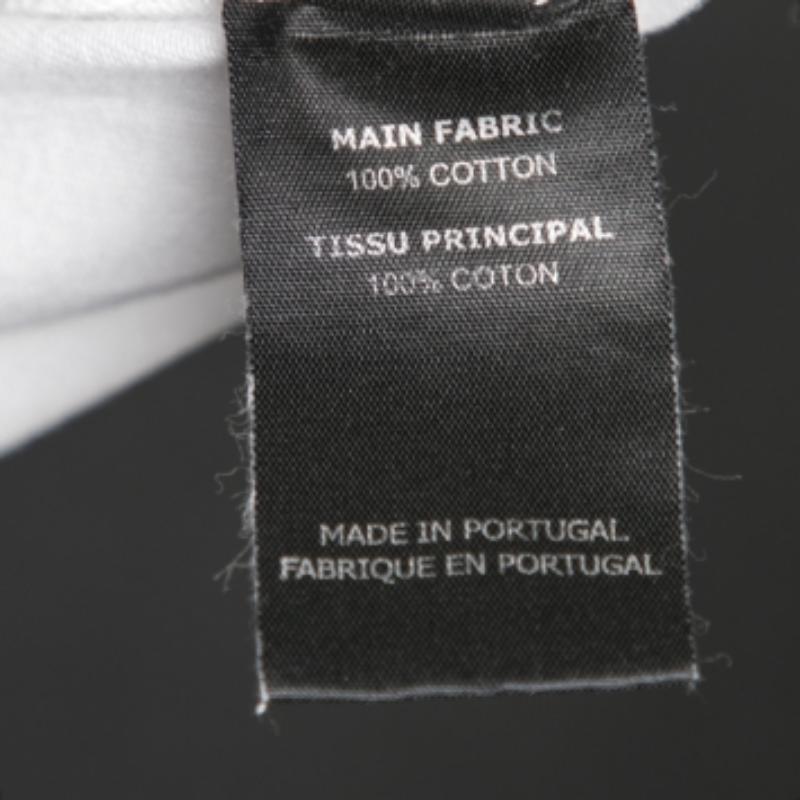 MAIN FABRIC
100% COTTON
TISSU PRINCIPAL
100% COTON
MADE IN PORTUGAL
FABRIQUE EN PORTUGAL